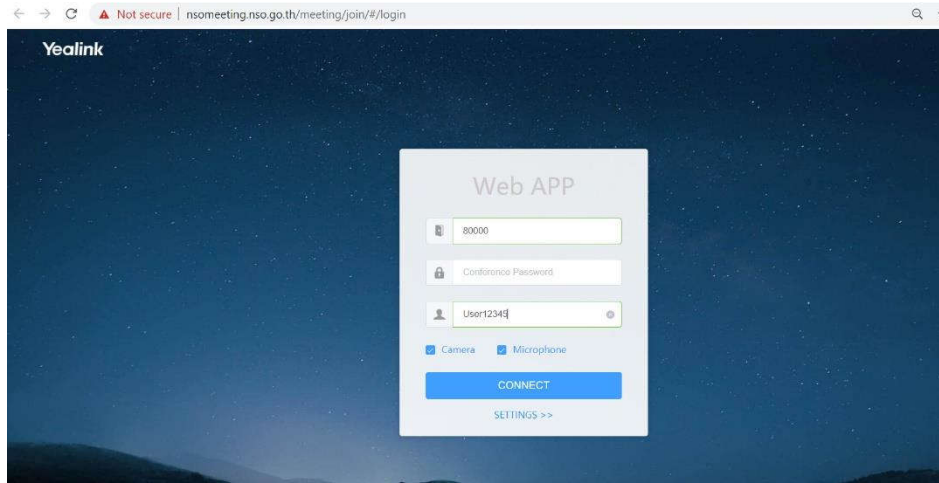 Not secure | nsomeeting.nso.go.th/meeting/join/#/login
Yealink
Web APP
80000
Conference Password
User12345
Camera Microphone
CONNECT
SETTINGS >>